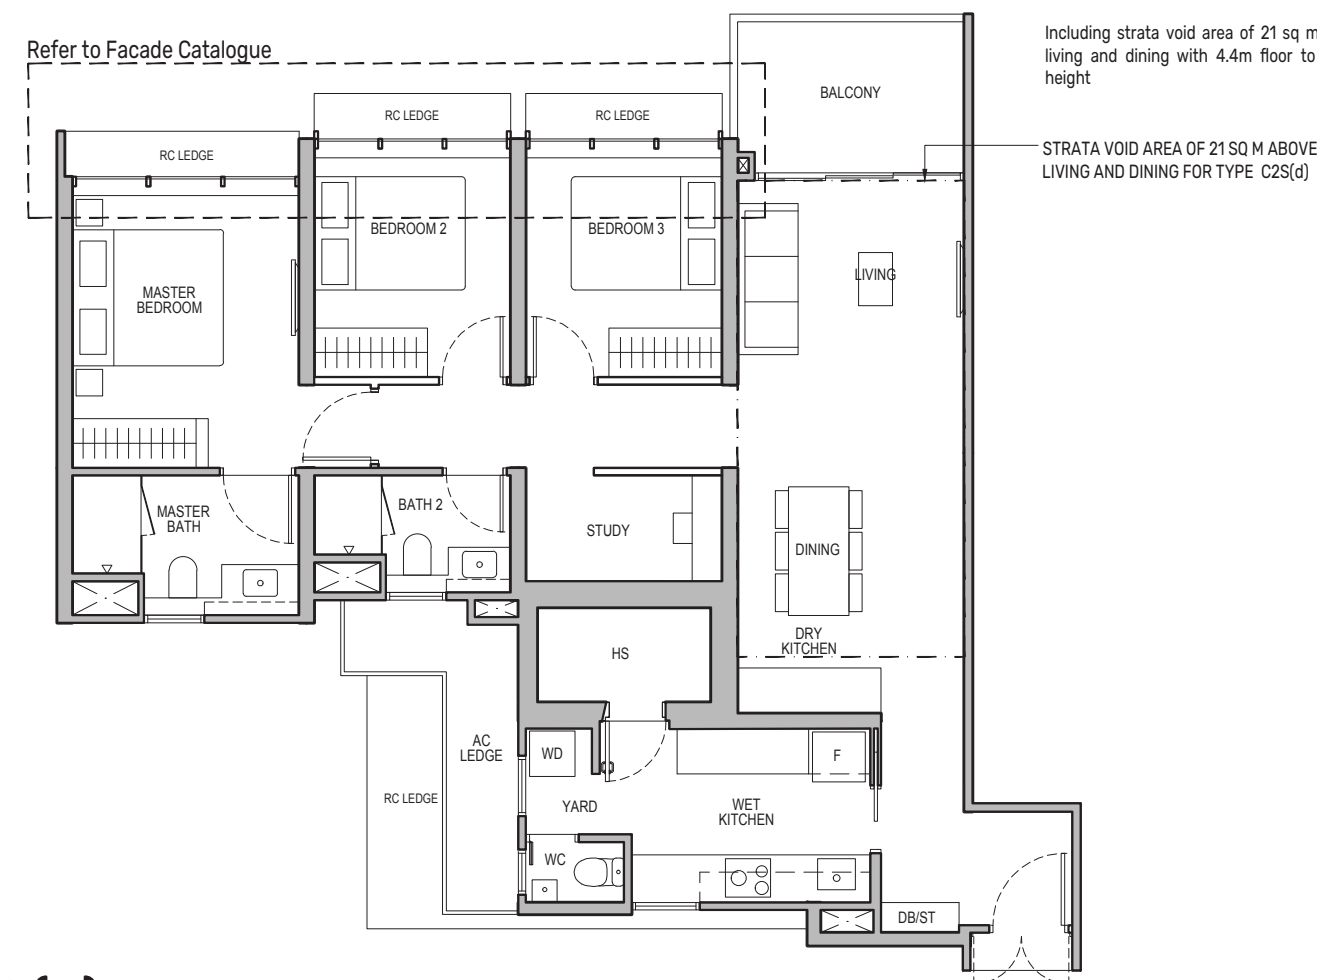 Refer to Facade Catalogue
Including strata void area of 21 sq m
living and dining with 4.4m floor to
height
BALCONY
RC LEDGE
RC LEDGE
RC LEDGE
STRATA VOID AREA OF 21 SQ M ABOVE
LIVING AND DINING FOR TYPE C2S(d)
BEDROOM 2
BEDROOM 3
MASTER
BEDROOM
LIVING
MASTER
BATH
BATH 2
STUDY
DINING
DRY
KITCHEN
HS
AC
LEDGE
WD
F
RC LEDGE
YARD
WET
KITCHEN
WC
DB/ST